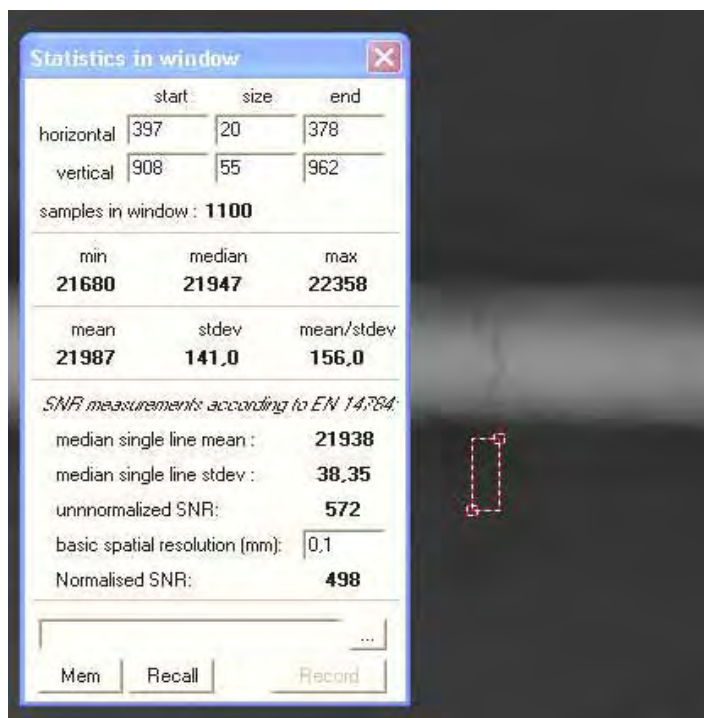 Statistics in window
start size end
horizontal 397 20 378
vertical 908 55 962
samples in window : 1100
min median max
21680 21947 22358
mean stdev mean/stdev
21987 141,0 156,0
SNR measurements according to EN 14784:
median single line mean : 21938
median single line stdev : 38,35
unnnormalized SNR: 572
basic spatial resolution (mm): 0,1
Normalised SNR: 498
...
Mem Recall Record